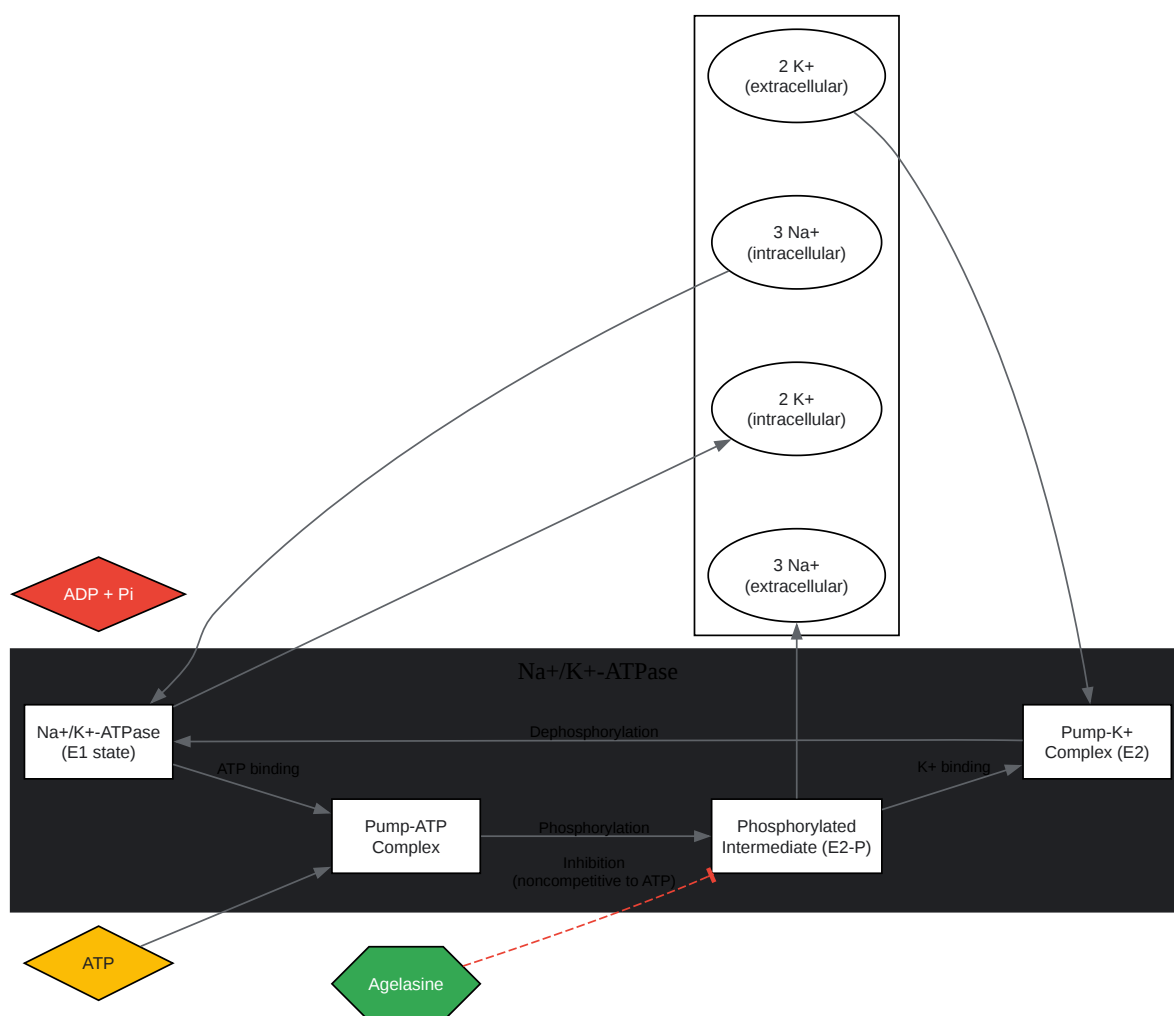 2 K+
(extracellular)
3 Na+
(intracellular)
2 K+
(intracellular)
3 Na+
(extracellular)
ADP + Pi
Na+/K+-ATPase
Na+/K+-ATPase
(E1 state)
Dephosphorylation
Pump-K+
Complex (E2)
ATP binding
K+ binding
Pump-ATP
Complex
Phosphorylation
Phosphorylated
Intermediate (E2-P)
Inhibition
(noncompetitive to ATP)
ATP
Agelasine